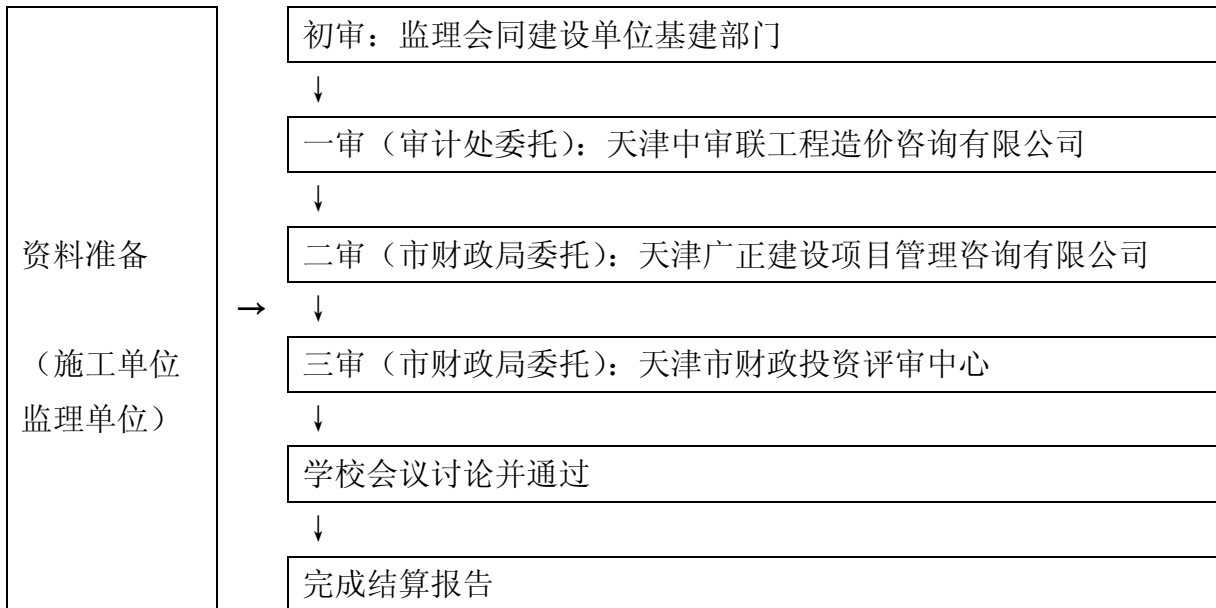 资料准备
（施工单位
监理单位）
→
初审：监理会同建设单位基建部门
↓
一审（审计处委托）：天津中审联工程造价咨询有限公司
↓
二审（市财政局委托）：天津广正建设项目管理咨询有限公司
↓
三审（市财政局委托）：天津市财政投资评审中心
↓
学校会议讨论并通过
↓
完成结算报告